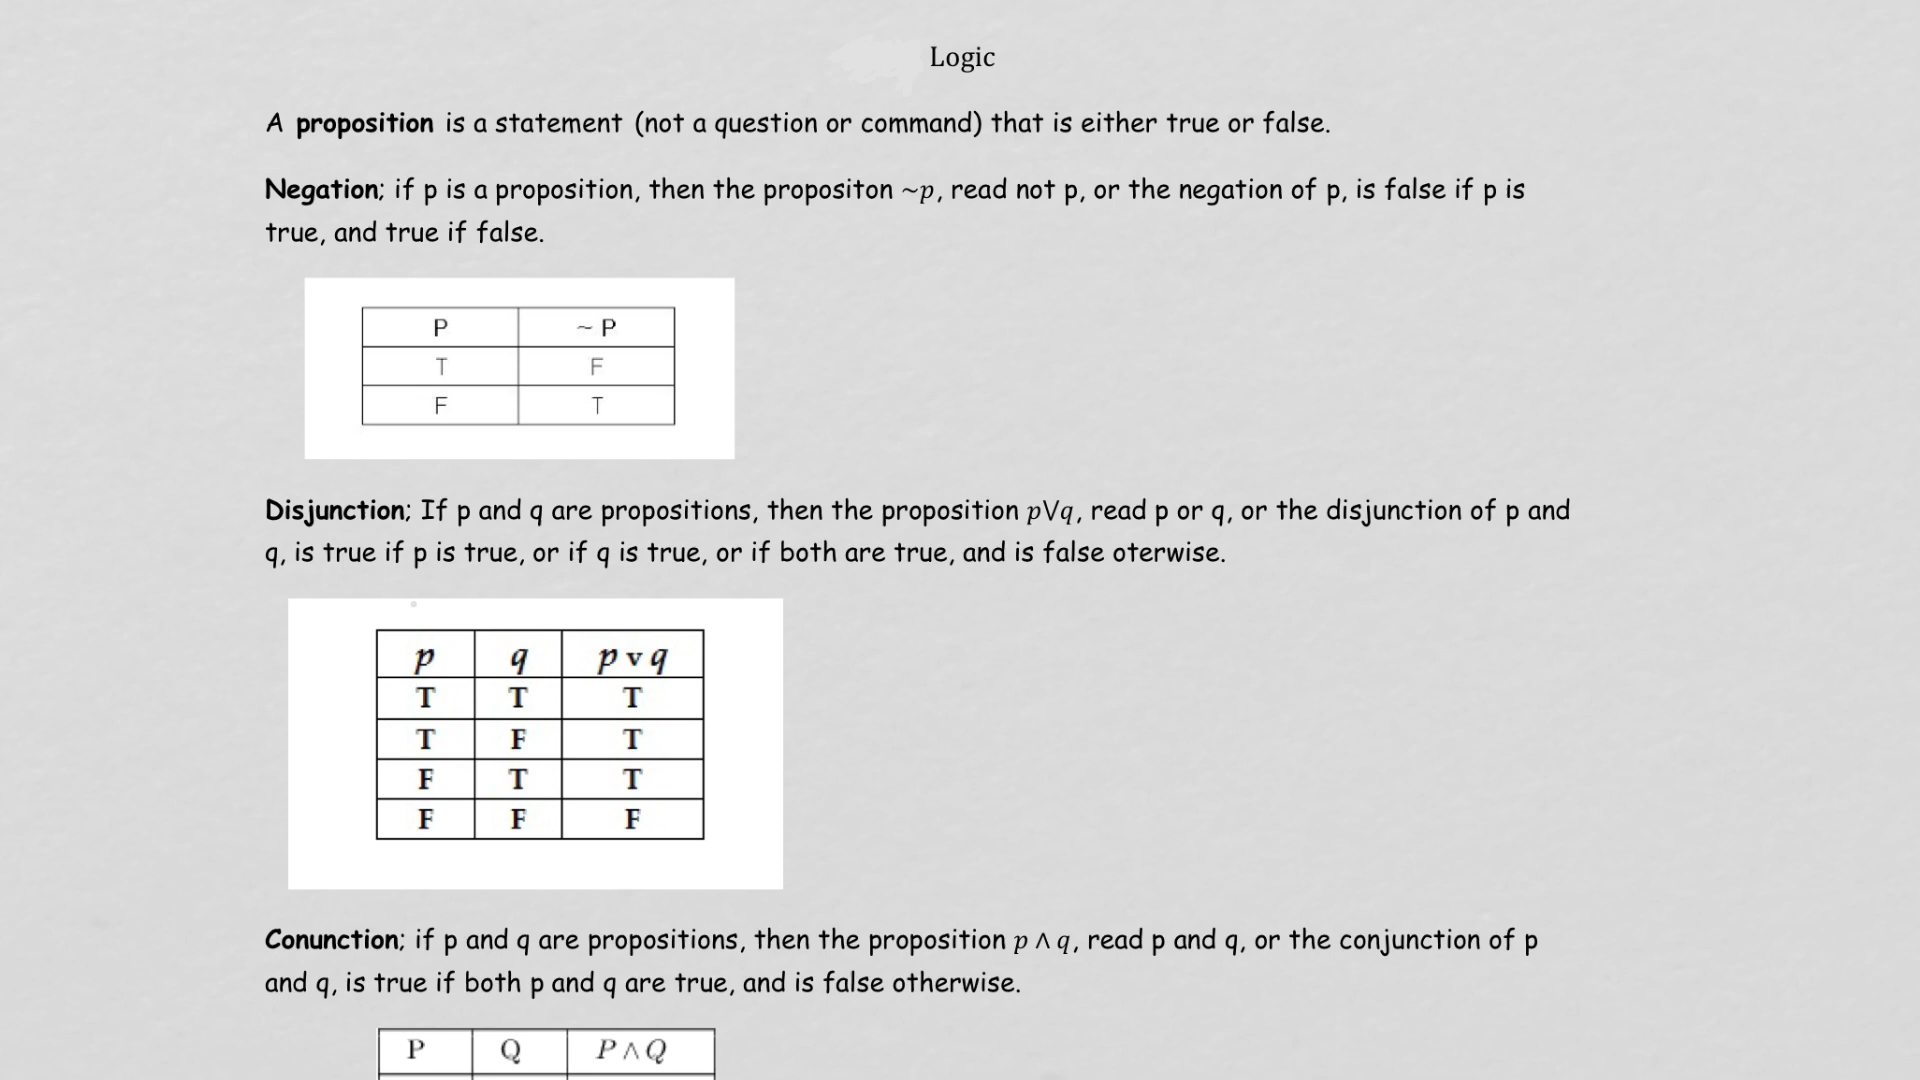 Logic
A proposition is a statement (not a question or command) that is either true or false.
Negation; if p is a proposition, then the propositon ~p, read not p, or the negation of p, is false if p is
true, and true if false.
P ~ P
T F
F T
Disjunction; If p and q are propositions, then the proposition p∨q, read p or q, or the disjunction of p and
q, is true if p is true, or if q is true, or if both are true, and is false oterwise.
p q p v q
T T T
T F T
F T T
F F F
Conunction; if p and q are propositions, then the proposition p ∧ q, read p and q, or the conjunction of p
and q, is true if both p and q are true, and is false otherwise.
P Q P ∧ Q